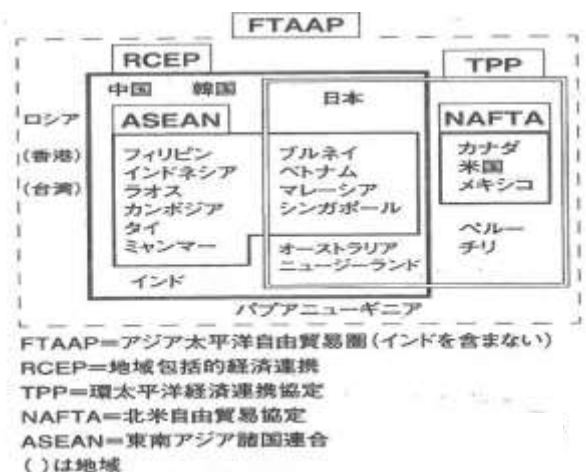 FTAAP
RCEP
TPP
中国 韓国
日本
ロシア
ASEAN
NAFTA
(香港)
フィリピン
ブルネイ
カナダ
インドネシア
ベトナム
米国
(台湾)
ラオス
マレーシア
メキシコ
カンボジア
シンガポール
タイ
ペルー
ミャンマー
オーストラリア
チリ
ニュージーランド
インド
パプアニューギニア
FTAAP=アジア太平洋自由貿易圏(インドを含まない)
RCEP=地域包括的経済連携
TPP=環太平洋経済連携協定
NAFTA=北米自由貿易協定
ASEAN=東南アジア諸国連合
( )は地域